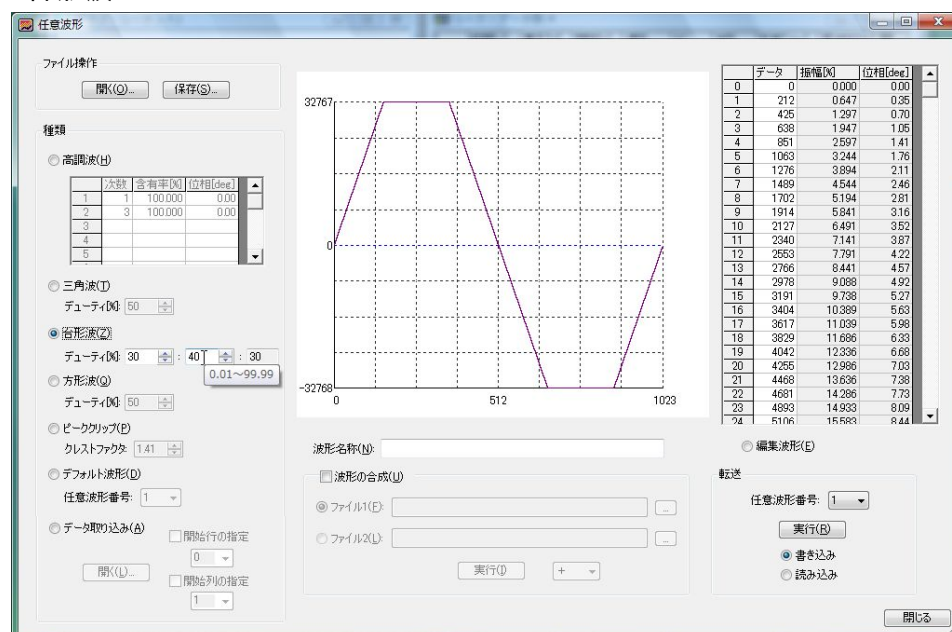 任意波形
ファイル操作
開く(O)...
保存(S)...
種類
高調波(H)
次数 含有率[%] 位相[deg]
1 1 100.000 0.00
2 3 100.000 0.00
3
4
5
三角波(T)
デューティ[%]: 50
台形波(Z)
デューティ[%]: 30 : 40 : 30
0.01～99.99
方形波(Q)
デューティ[%]: 50
ピーククリップ(P)
クレストファクタ: 1.41
デフォルト波形(D)
任意波形番号: 1
データ取り込み(A)
開始行の指定
0
開く(L)...
開始列の指定
1
32767
0
-32768
0 512 1023
波形名称(N):
波形の合成(U)
ファイル1(F): ...
ファイル2(L): ...
実行(I) +
データ 振幅[%] 位相[deg]
0 0 0.000 0.00
1 212 0.647 0.35
2 425 1.297 0.70
3 638 1.947 1.05
4 851 2.597 1.41
5 1063 3.244 1.76
6 1276 3.894 2.11
7 1489 4.544 2.46
8 1702 5.194 2.81
9 1914 5.841 3.16
10 2127 6.491 3.52
11 2340 7.141 3.87
12 2553 7.791 4.22
13 2766 8.441 4.57
14 2978 9.088 4.92
15 3191 9.738 5.27
16 3404 10.389 5.63
17 3617 11.039 5.98
18 3829 11.686 6.33
19 4042 12.336 6.68
20 4255 12.986 7.03
21 4468 13.636 7.38
22 4681 14.286 7.73
23 4893 14.933 8.09
24 5106 15.583 8.44
編集波形(E)
転送
任意波形番号: 1
実行(R)
書き込み
読み込み
閉じる